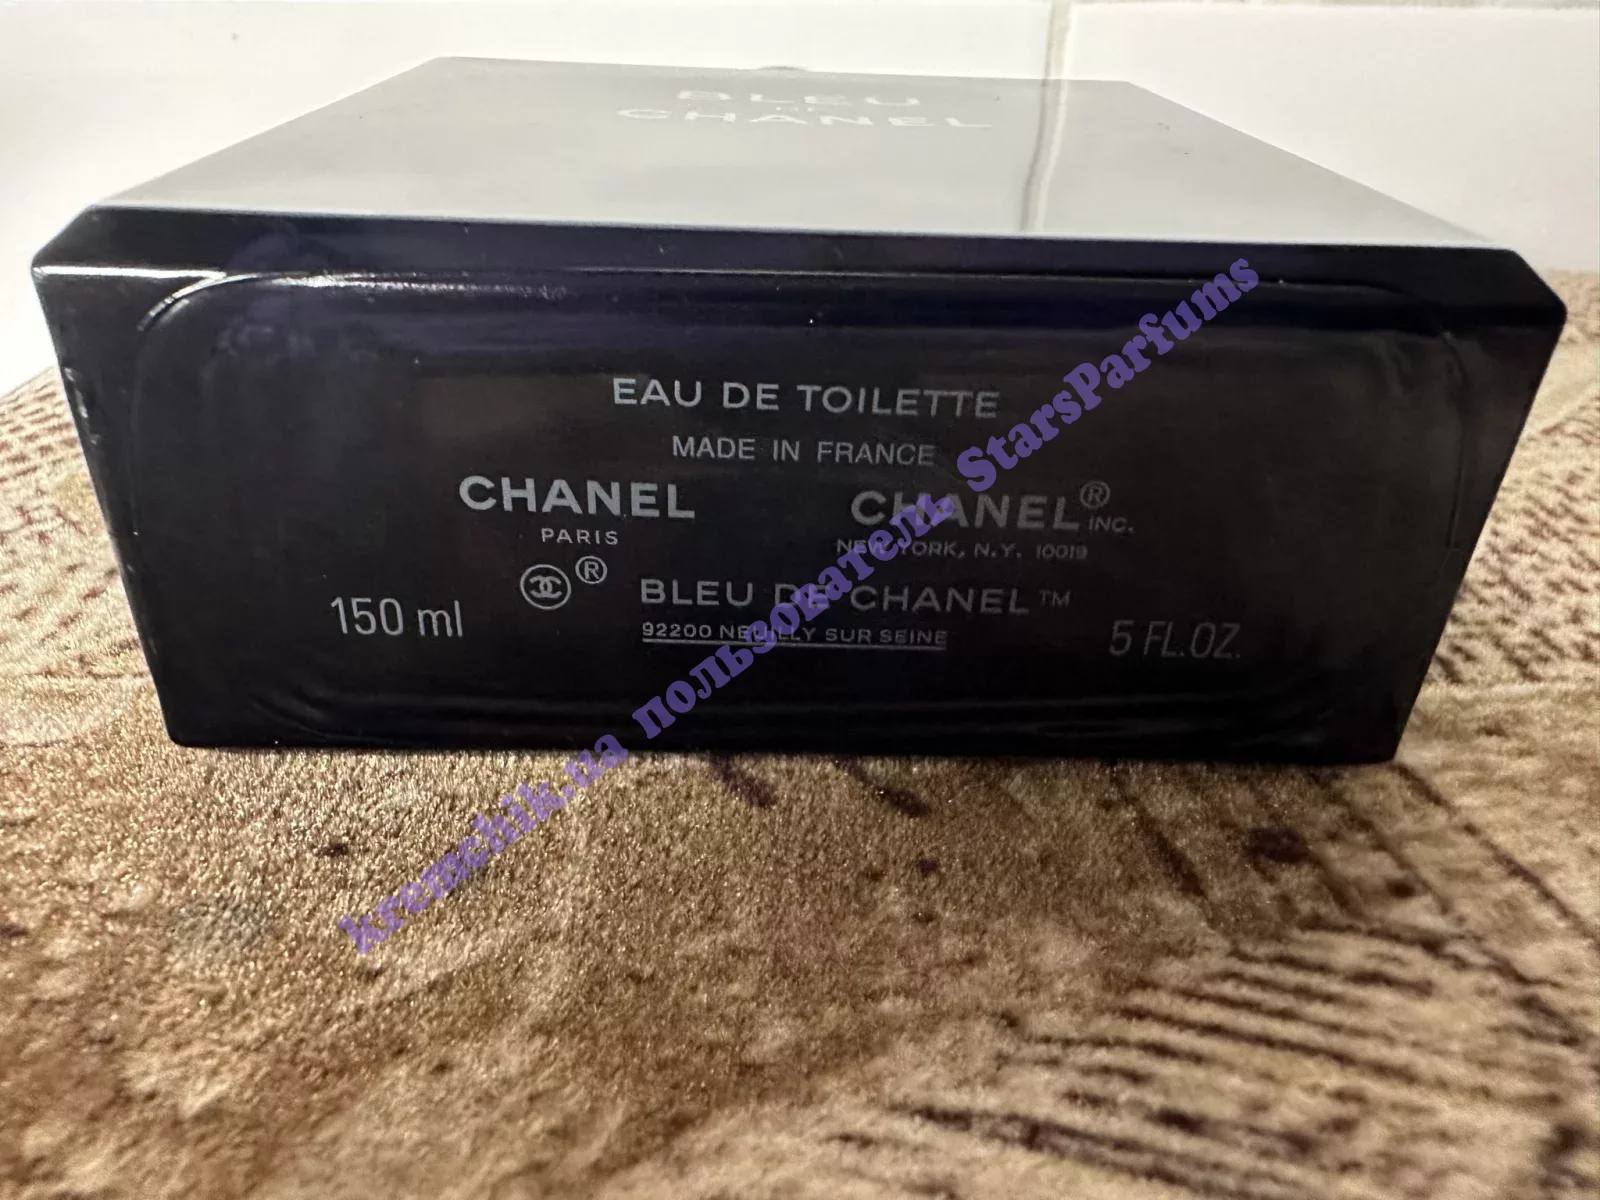 BLEU
DE
CHANEL
EAU DE TOILETTE
MADE IN FRANCE
CHANEL
PARIS
CHANEL® INC.
NEW YORK, N.Y. 10019
®
BLEU DE CHANEL™
150 ml
92200 NEUILLY SUR SEINE
5 FL.OZ.
kremchik.ua пользователь StarsParfums